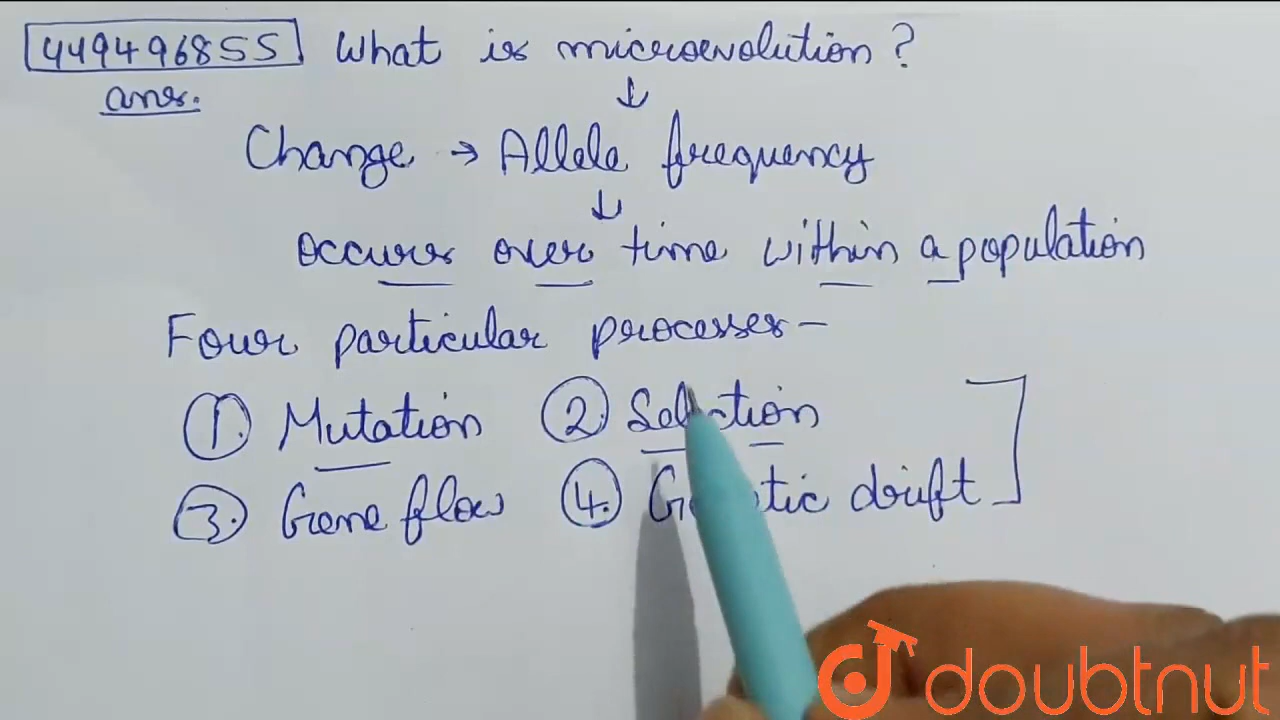 449496855 What is microevolution?
ans.
↓
Change → Allele frequency
↓
occurs over time within a population
Four particular processes –
1. Mutation 2. Selection
3. Gene flow 4. Genetic drift
doubtnut